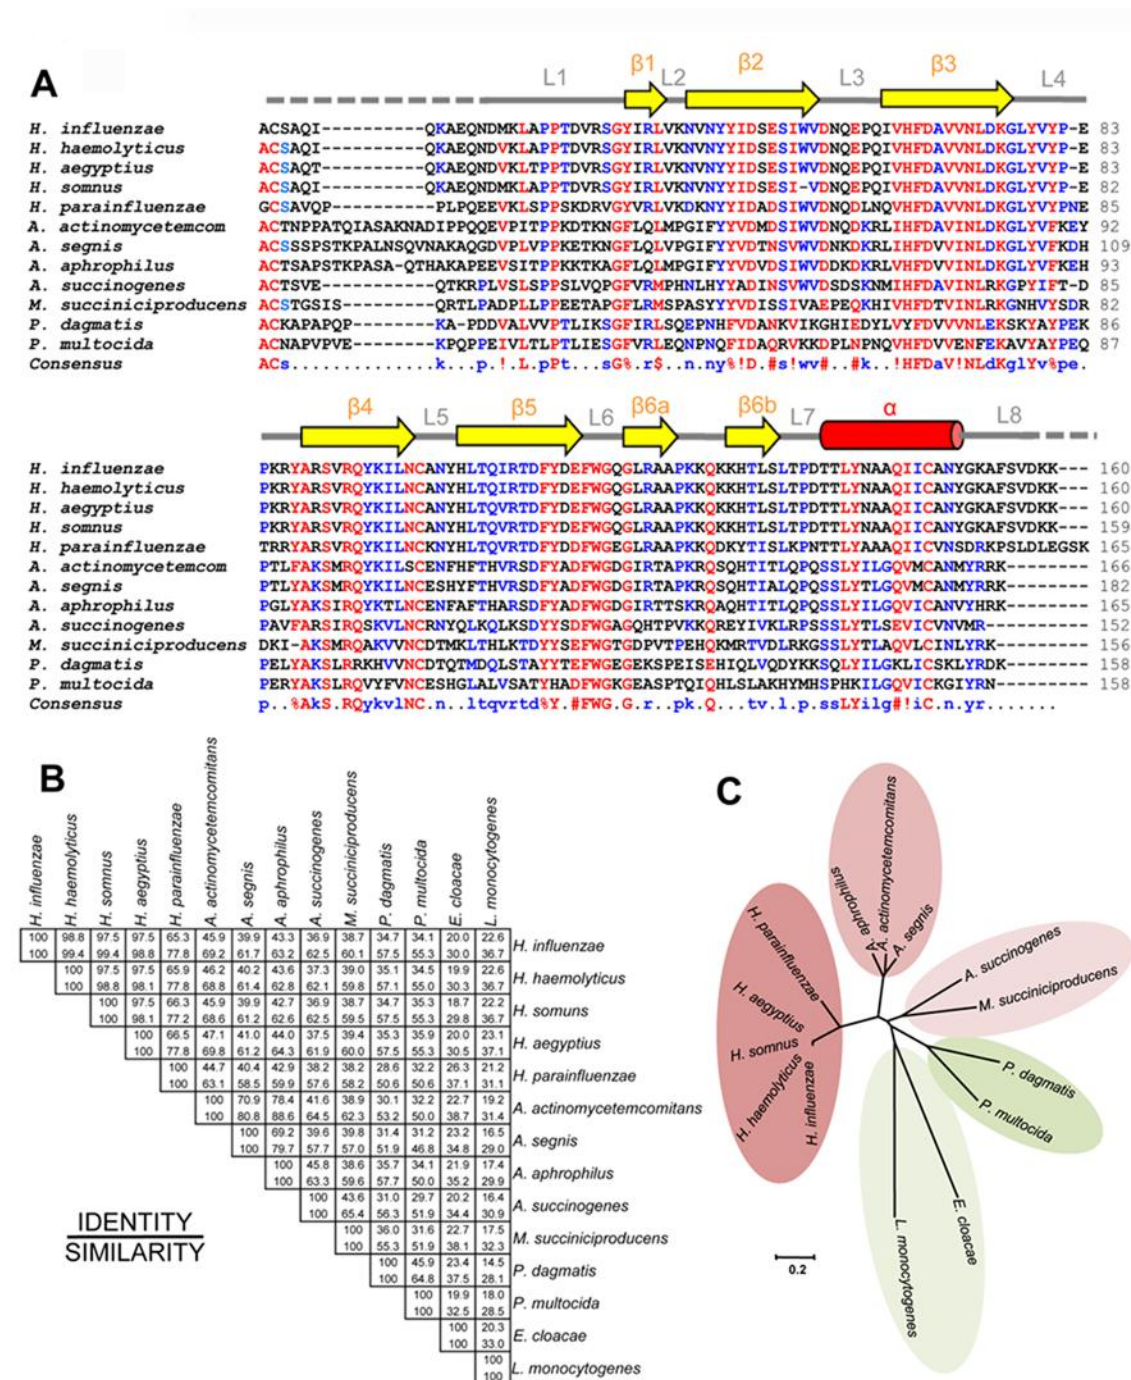 A
L1 β1 L2 β2 L3 β3 L4
H. influenzae ACSAQI-----------QKAEQNDMKLAPPTDVRSGYIRLVKNVNYYIDSESIWVDNQEPQIVHFDAVVNLDKGLYVYP-E 83
H. haemolyticus ACSAQI-----------QKAEQNDVKLAPPTDVRSGYIRLVKNVNYYIDSESIWVDNQEPQIVHFDAVVNLDKGLYVYP-E 83
H. aegyptius ACSAQI-----------QKAEQNDVKLTPPTDVRSGYIRLVKNVNYYIDSESIWVDNQEPQIVHFDAVVNLDKGLYVYP-E 83
H. somnus ACSAQI-----------QKAEQNDMKLAPPTDVRSGYIRLVKNVNYYIDSESI-VDNQEPQIVHFDAVVNLDKGLYVYP-E 82
H. parainfluenzae GCSAVQP----------PLPQEEVKLSPPSKDRVGYVRLVKDKNYYIDSDSIWVDNQDLNQVHFDAVVNLDKGLYVYPNE 85
A. actinomycetemcom ACTNPPATQIASAKNADIPPQQEVPITPPKDTKNGFLQLMPGIFYYVDMDSIWVDNQDKRLIHFDAVINLDKGLYVFKEY 92
A. segnis ACSSSPSTKPALNSQVNAKAQGDVPLVPPKETKNGFLQLVPGIFYYVDTNSVWVDNKDKQLIHFDVVINLDKGLYVFKDH 109
A. aphrophilus ACTSAPSTKPASA-QTHAKAPEEVSITPPKKTKAGFLQLMPGIFYYVDVDSIWVDDKDKRLVHFDVVINLDKGLYVFKEH 93
A. succinogenes ACTSVE-----------QTKRPLVSLPPSLVQPGFVRMPHNLYYADINSVWVDSDSKNMIHFDAVINLRKGPYIFT-D 85
M. succiniciproducens ACSTGSIS---------QRTLPADPLLPPEETAPGFLRMSPASYYYVDISSIVAEPEQKHIVHFDTVINLRKGNHVYSDR 82
P. dagmatis ACKAPAPQP--------KA-PDDVALVVPTLIKSGFIRLSQEPNHFVDANKVIKGHIEDYLVYFDVVVNLEKSKYAYPEK 86
P. multocida ACNAPVPVE--------KPQPPEIVLTLPTLIKSGFVRLEQNPNQFIDAQRVKKDPLNPNQVHFDVVENFEKAVYAYPEQ 87
Consensus ACs..............k...p.!.L.pPt...sG%.r$..n.ny%!D.#s!wv#..#k..!HFDaV!NLdKglYv%pe.
β4 L5 β5 L6 β6a β6b L7 α L8
H. influenzae PKRYARSVRQYKILNCANYHLTQIRTDFYDEFWGQGLRAAPKKQKKHTLSLTPDTTLYNAAQIICANYGKAFSVDKK--- 160
H. haemolyticus PKRYARSVRQYKILNCANYHLTQIRTDFYDEFWGQGLRAAPKKQKKHTLSLTPDTTLYNAAQIICANYGKAFSVDKK--- 160
H. aegyptius PKRYARSVRQYKILNCANYHLTQVRTDFYDEFWGQGLRAAPKKQKKHTLSLTPDTTLYNAAQIICANYGKAFSVDKK--- 160
H. somnus PKRYARSVRQYKILNCANYHLTQIRTDFYDEFWGQGLRAAPKKQKKHTLSLTPDTTLYNAAQIICANYGKAFSVDKK--- 159
H. parainfluenzae TRRYARSVRQYKILNCKNYHLTQVRTDFYDDFWGEGLRAAPKKQDKYTISLKPNTTLYAAAQIICVNSDRKPSLDLEGSK 165
A. actinomycetemcom PTLFAKSMRQYKILSCENFHFTHVRSDFYADFWGDGIRTAPKRQSQHTITLQPQSSLYILGQVMCANMYRRK-------- 166
A. segnis PTLYAKSMRQYKILNCESHYFTHVRSDFYADFWGDGIRTAPKRQSQHTIALQPQSSLYILGQVMCANMYRRK-------- 182
A. aphrophilus PGLYAKSIRQYKTLNCENFAFTHARSDFYADFWGDGIRTTSKRQAQHTITLQPQSSLYTLGQIICANVYHRK-------- 165
A. succinogenes PAVFARSIRQSKVLNCRNYQLKQLKSDYYSDFWGAGQHTPVKKQREYIVKLVPESSLYTLSEVICVNVMR--------- 152
M. succiniciproducens DKI-AKSMRQAKVVNCDTMKLTHLKTDYYSEFWGTGDPVTPEHQKMRTVDLRKGSSLYTLAQVLCINLYRK-------- 156
P. dagmatis PELYAKSLRRKHVVNCDTQTMDQLSTAYYTEFWGEGEKSPEISEHIQLVQDYKKSQLYILGKLICSKLYRDK------- 158
P. multocida PERYAKSLRQVYFVNCESHGLALVSATYHADFWGKGEASPTQIQHLSLAKHYMHSPHKILGQVICKGIYRN-------- 158
Consensus p..%AkS.RQykvlNC.n..ltqvrtd%Y.#FWG.G.r..pk.Q...tv.l.p.ssLYilg#!iC.n.yr.......
B
H. influenzae H. haemolyticus H. somnus H. aegyptius H. parainfluenzae A. actinomycetemcomitans A. segnis A. aphrophilus A. succinogenes M. succiniciproducens P. dagmatis P. multocida E. cloacae L. monocytogenes
100 98.8 97.5 97.5 65.3 45.9 39.9 43.3 36.9 38.7 34.7 34.1 20.0 22.6
100 99.4 99.4 98.8 77.8 69.2 61.7 63.2 62.5 60.1 57.5 55.3 30.0 36.7
H. influenzae
100 97.5 97.5 65.9 46.2 40.2 43.6 37.3 39.0 35.1 34.5 19.9 22.6
100 98.8 98.1 77.8 68.8 61.4 62.8 62.1 59.8 57.1 55.0 30.3 36.7
H. haemolyticus
100 97.5 66.3 45.9 39.9 42.7 36.9 38.7 34.7 35.3 18.7 22.2
100 98.1 77.2 68.6 61.2 62.6 62.5 59.5 57.5 55.3 29.8 36.7
H. somuns
100 66.5 47.1 41.0 44.0 37.5 39.4 35.3 35.9 20.0 23.1
100 77.8 69.8 61.2 64.3 61.9 60.0 57.5 55.3 30.5 37.1
H. aegyptius
100 44.7 40.4 42.9 38.2 38.2 28.6 32.2 26.3 21.2
100 63.1 58.5 59.9 57.6 58.2 50.6 50.6 37.1 31.1
H. parainfluenzae
100 70.9 78.4 41.6 38.9 30.1 32.2 22.7 19.2
100 80.8 88.6 64.5 62.3 53.2 50.0 38.7 31.4
A. actinomycetemcomitans
100 69.2 39.6 39.8 31.4 31.2 23.2 16.5
100 79.7 57.7 57.0 51.9 46.8 34.8 29.0
A. segnis
100 45.8 38.6 35.7 34.1 21.9 17.4
100 63.3 59.6 57.7 50.0 35.2 29.9
A. aphrophilus
100 43.6 31.0 29.7 20.2 16.4
100 65.4 56.3 51.9 34.4 30.9
A. succinogenes
100 36.0 31.6 22.7 17.5
100 55.3 51.9 38.1 32.3
M. succiniciproducens
100 45.9 23.4 14.5
100 64.8 37.5 28.1
P. dagmatis
100 19.9 18.0
100 32.5 28.5
P. multocida
100 20.3
100 33.0
E. cloacae
100
100
L. monocytogenes
IDENTITY
SIMILARITY
C
A. aphrophilus
A. actinomycetemcomitans
A. segnis
H. parainfluenzae
H. aegyptius
H. somnus
H. haemolyticus
H. influenzae
A. succinogenes
M. succiniciproducens
P. dagmatis
P. multocida
E. cloacae
L. monocytogenes
0.2